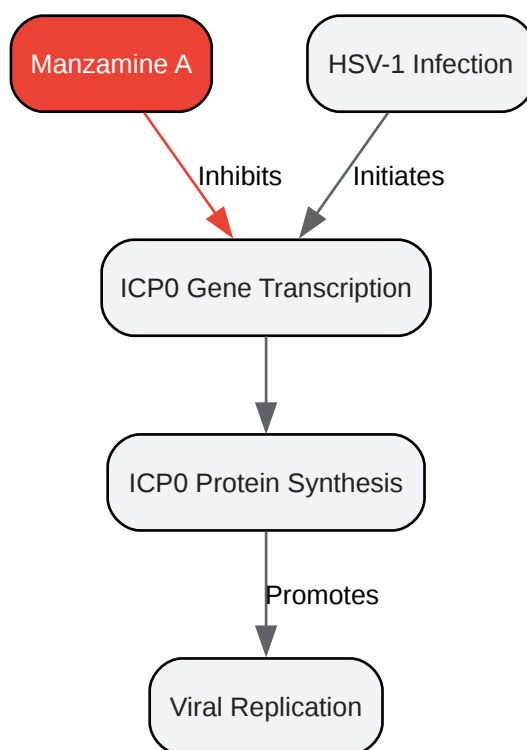 Manzamine A
HSV-1 Infection
Inhibits
Initiates
ICP0 Gene Transcription
ICP0 Protein Synthesis
Promotes
Viral Replication